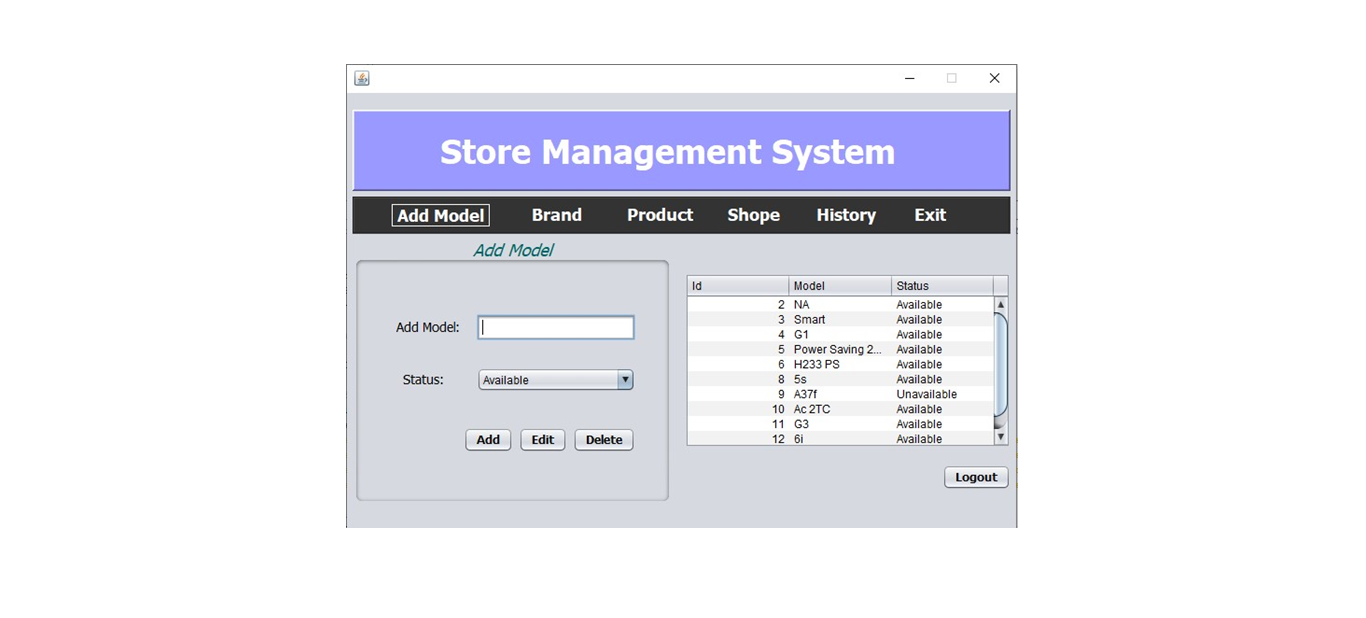 Store Management System
Add Model Brand Product Shope History Exit
Add Model
Add Model:
Status: Available
Add Edit Delete
Id Model Status
2 NA Available
3 Smart Available
4 G1 Available
5 Power Saving 2... Available
6 H233 PS Available
8 5s Available
9 A37f Unavailable
10 Ac 2TC Available
11 G3 Available
12 6i Available
Logout